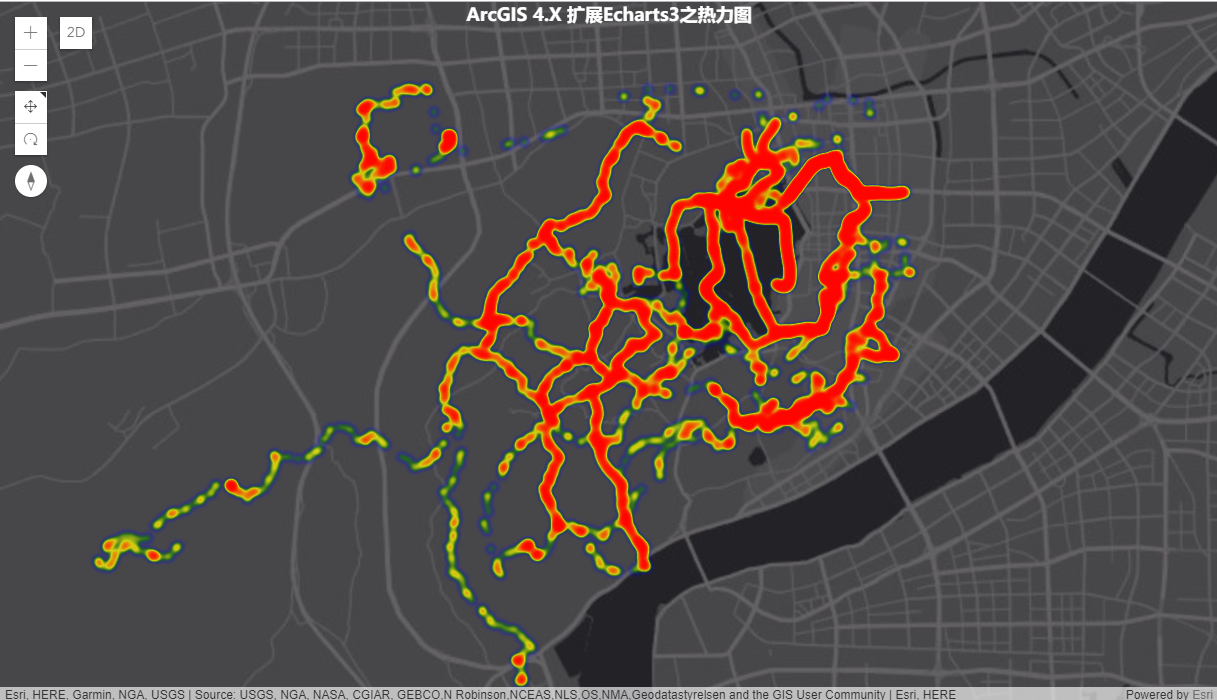 ArcGIS 4.X 扩展Echarts3之热力图
2D
Esri, HERE, Garmin, NGA, USGS | Source: USGS, NGA, NASA, CGIAR, GEBCO,N Robinson,NCEAS,NLS,OS,NMA,Geodatastyrelsen and the GIS User Community | Esri, HERE
Powered by Esri